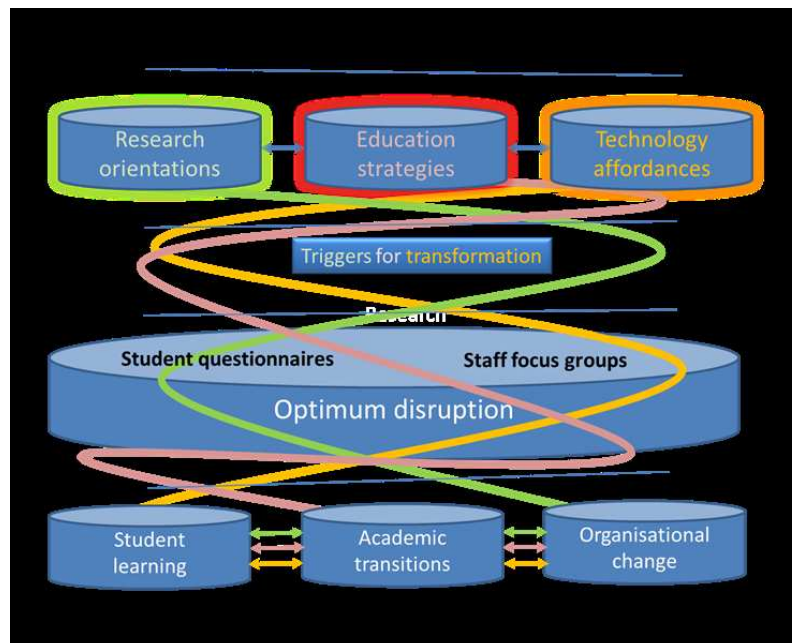 Research
orientations
Education
strategies
Technology
affordances
Triggers for transformation
Research
Student questionnaires
Staff focus groups
Optimum disruption
Student
learning
Academic
transitions
Organisational
change